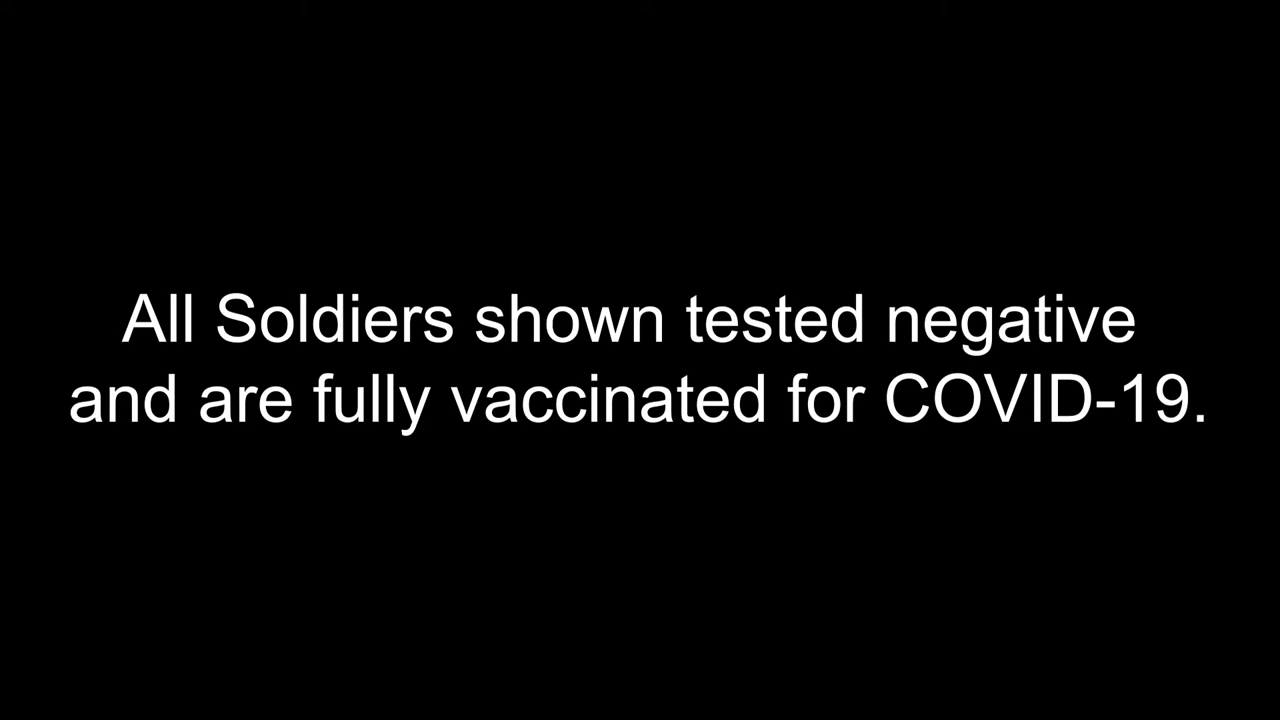 All Soldiers shown tested negative
and are fully vaccinated for COVID-19.